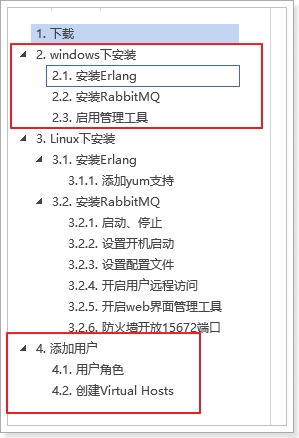 1. 下载
2. windows下安装
2.1. 安装Erlang
2.2. 安装RabbitMQ
2.3. 启用管理工具
3. Linux下安装
3.1. 安装Erlang
3.1.1. 添加yum支持
3.2. 安装RabbitMQ
3.2.1. 启动、停止
3.2.2. 设置开机启动
3.2.3. 设置配置文件
3.2.4. 开启用户远程访问
3.2.5. 开启web界面管理工具
3.2.6. 防火墙开放15672端口
4. 添加用户
4.1. 用户角色
4.2. 创建Virtual Hosts